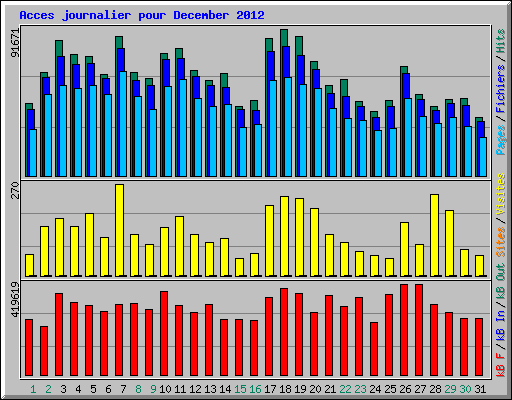 Acces journalier pour December 2012
91671
270
419619
Pages / Fichiers / Hits
Sites / Visites
kB F / kB In / kB Out
1 2 3 4 5 6 7 8 9 10 11 12 13 14 15 16 17 18 19 20 21 22 23 24 25 26 27 28 29 30 31